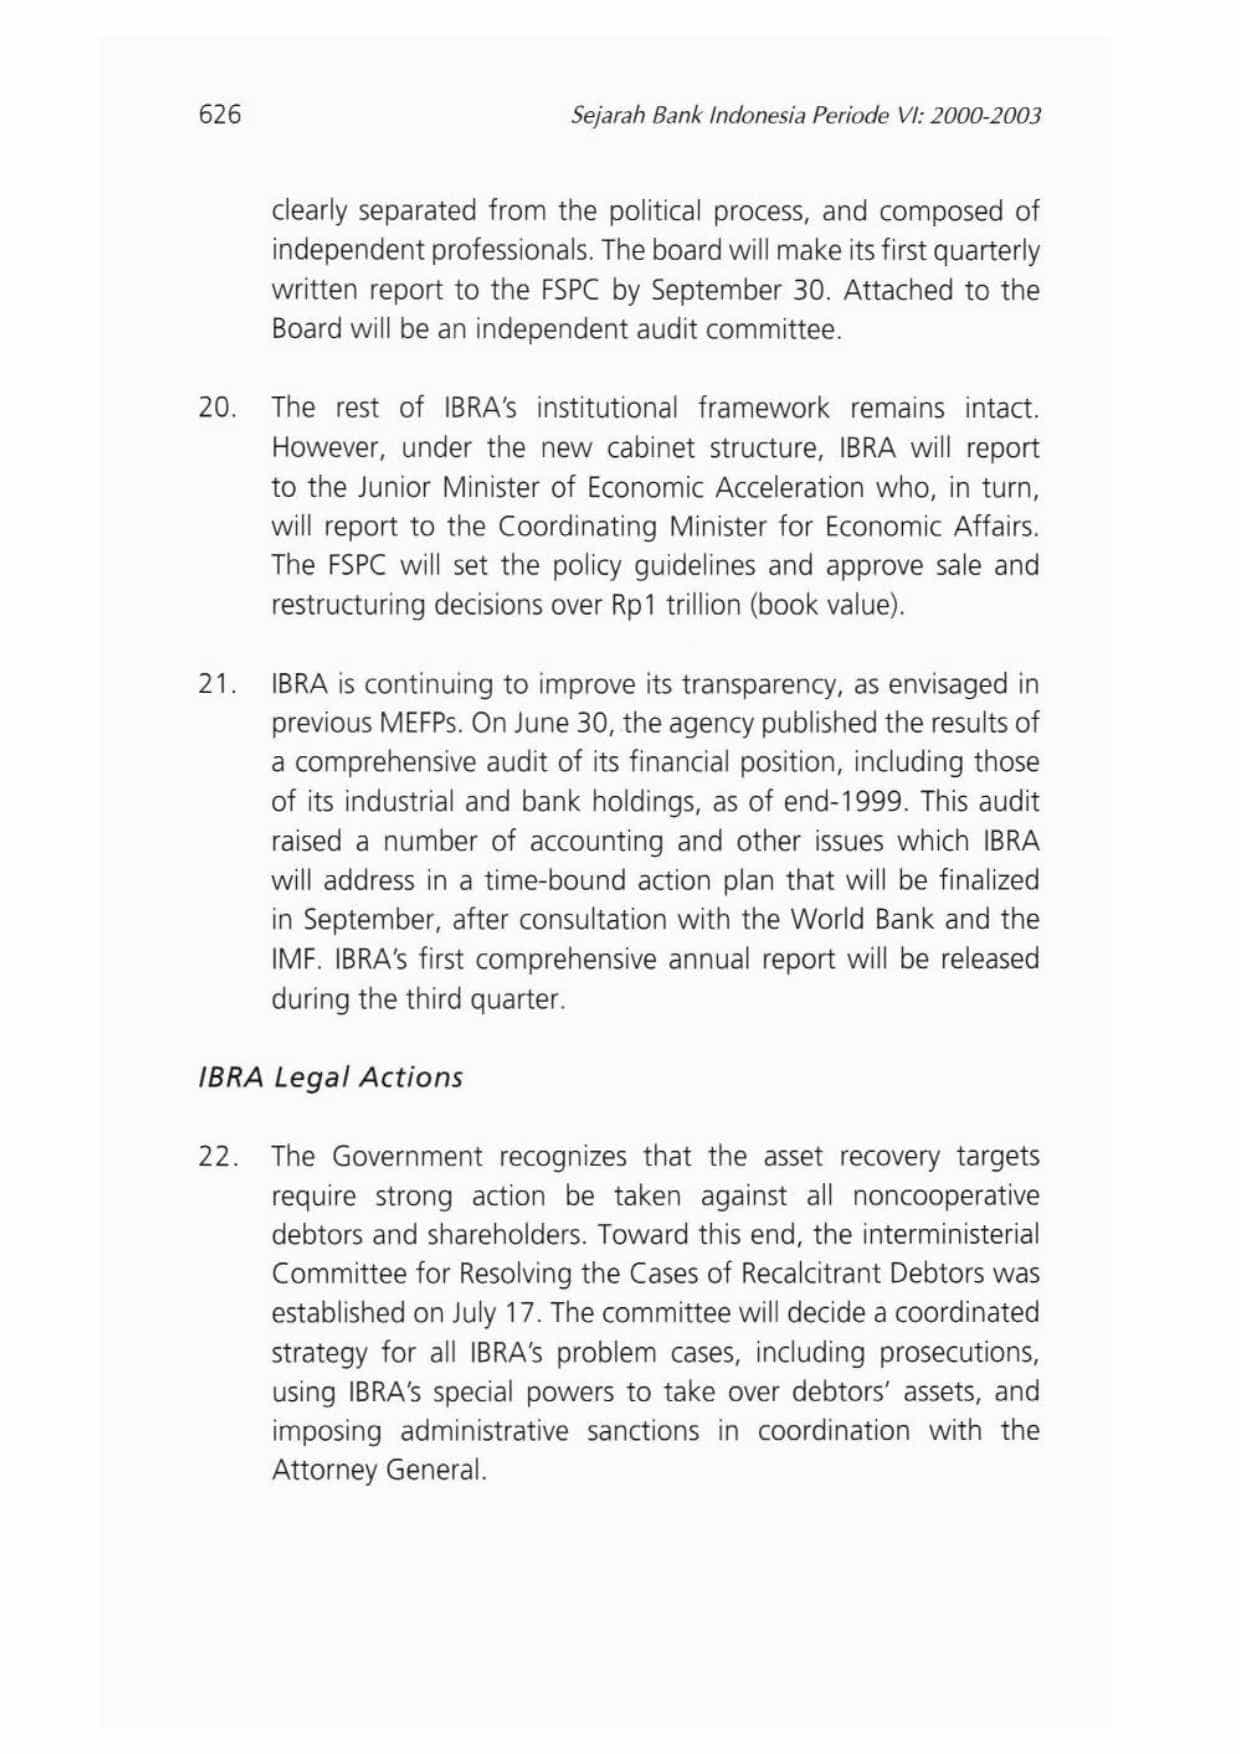 626
Sejarah Bank Indonesia Periode VI: 2000-2003
clearly separated from the political process, and composed of
independent professionals. The board will make its first quarterly
written report to the FSPC by September 30. Attached to the
Board will be an independent audit committee.
20. The rest of IBRA's institutional framework remains intact.
However, under the new cabinet structure, IBRA will report
to the Junior Minister of Economic Acceleration who, in turn,
will report to the Coordinating Minister for Economic Affairs.
The FSPC will set the policy guidelines and approve sale and
restructuring decisions over Rp1 trillion (book value).
21. IBRA is continuing to improve its transparency, as envisaged in
previous MEFPs. On June 30, the agency published the results of
a comprehensive audit of its financial position, including those
of its industrial and bank holdings, as of end-1999. This audit
raised a number of accounting and other issues which IBRA
will address in a time-bound action plan that will be finalized
in September, after consultation with the World Bank and the
IMF. IBRA's first comprehensive annual report will be released
during the third quarter.
IBRA Legal Actions
22. The Government recognizes that the asset recovery targets
require strong action be taken against all noncooperative
debtors and shareholders. Toward this end, the interministerial
Committee for Resolving the Cases of Recalcitrant Debtors was
established on July 17. The committee will decide a coordinated
strategy for all IBRA's problem cases, including prosecutions,
using IBRA's special powers to take over debtors' assets, and
imposing administrative sanctions in coordination with the
Attorney General.